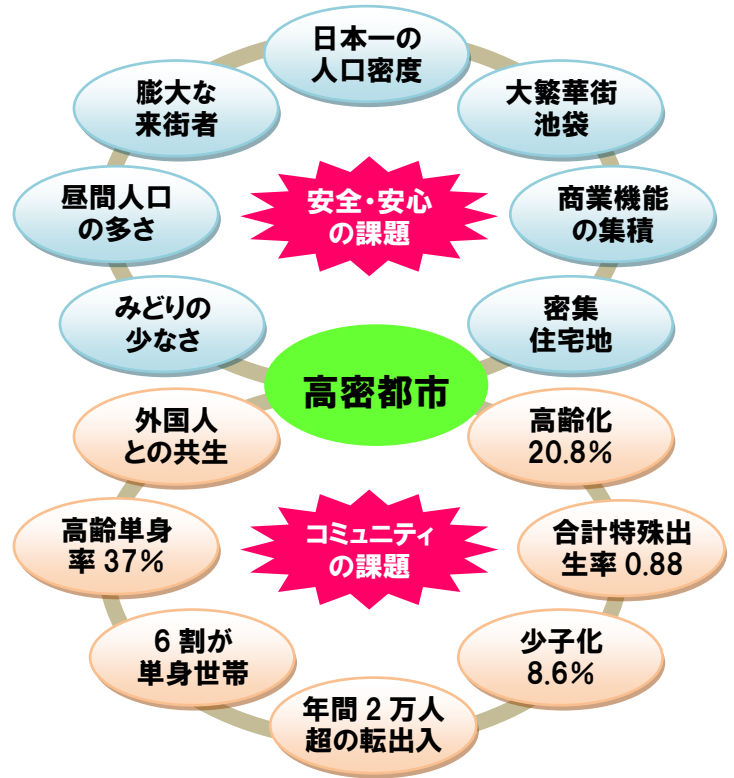 日本一の
人口密度
膨大な
来街者
大繁華街
池袋
昼間人口
の多さ
安全・安心
の課題
商業機能
の集積
みどりの
少なさ
密集
住宅地
高密都市
外国人
との共生
高齢化
20.8%
高齢単身
率 37%
コミュニティ
の課題
合計特殊出
生率 0.88
6 割が
単身世帯
少子化
8.6%
年間 2 万人
超の転出入